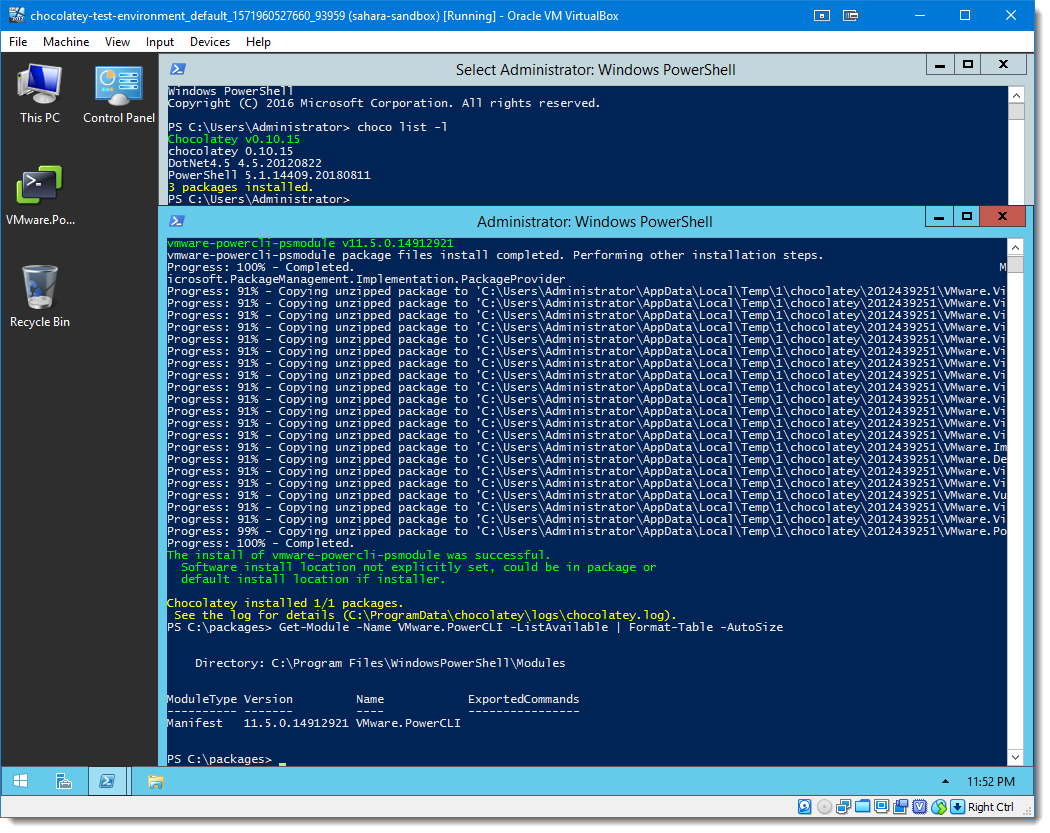 chocolatey-test-environment_default_1571960527660_93959 (sahara-sandbox) [Running] - Oracle VM VirtualBox
File Machine View Input Devices Help
This PC
Control Panel
VMware.Po...
Recycle Bin
Select Administrator: Windows PowerShell
Windows PowerShell
Copyright (C) 2016 Microsoft Corporation. All rights reserved.
PS C:\Users\Administrator> choco list -l
Chocolatey v0.10.15
chocolatey 0.10.15
DotNet4.5 4.5.20120822
PowerShell 5.1.14409.20180811
3 packages installed.
PS C:\Users\Administrator>
Administrator: Windows PowerShell
vmware-powercli-psmodule v11.5.0.14912921
vmware-powercli-psmodule package files install completed. Performing other installation steps.
Progress: 100% - Completed. M
icrosoft.PackageManagement.Implementation.PackageProvider
Progress: 91% - Copying unzipped package to 'C:\Users\Administrator\AppData\Local\Temp\1\chocolatey\2012439251\VMware.Vi
Progress: 91% - Copying unzipped package to 'C:\Users\Administrator\AppData\Local\Temp\1\chocolatey\2012439251\VMware.Vi
Progress: 91% - Copying unzipped package to 'C:\Users\Administrator\AppData\Local\Temp\1\chocolatey\2012439251\VMware.Vi
Progress: 91% - Copying unzipped package to 'C:\Users\Administrator\AppData\Local\Temp\1\chocolatey\2012439251\VMware.Vi
Progress: 91% - Copying unzipped package to 'C:\Users\Administrator\AppData\Local\Temp\1\chocolatey\2012439251\VMware.Vi
Progress: 91% - Copying unzipped package to 'C:\Users\Administrator\AppData\Local\Temp\1\chocolatey\2012439251\VMware.Vi
Progress: 91% - Copying unzipped package to 'C:\Users\Administrator\AppData\Local\Temp\1\chocolatey\2012439251\VMware.Vi
Progress: 91% - Copying unzipped package to 'C:\Users\Administrator\AppData\Local\Temp\1\chocolatey\2012439251\VMware.Vi
Progress: 91% - Copying unzipped package to 'C:\Users\Administrator\AppData\Local\Temp\1\chocolatey\2012439251\VMware.Vi
Progress: 91% - Copying unzipped package to 'C:\Users\Administrator\AppData\Local\Temp\1\chocolatey\2012439251\VMware.Vi
Progress: 91% - Copying unzipped package to 'C:\Users\Administrator\AppData\Local\Temp\1\chocolatey\2012439251\VMware.Vi
Progress: 91% - Copying unzipped package to 'C:\Users\Administrator\AppData\Local\Temp\1\chocolatey\2012439251\VMware.Vi
Progress: 91% - Copying unzipped package to 'C:\Users\Administrator\AppData\Local\Temp\1\chocolatey\2012439251\VMware.Vi
Progress: 91% - Copying unzipped package to 'C:\Users\Administrator\AppData\Local\Temp\1\chocolatey\2012439251\VMware.Im
Progress: 91% - Copying unzipped package to 'C:\Users\Administrator\AppData\Local\Temp\1\chocolatey\2012439251\VMware.De
Progress: 91% - Copying unzipped package to 'C:\Users\Administrator\AppData\Local\Temp\1\chocolatey\2012439251\VMware.Vi
Progress: 91% - Copying unzipped package to 'C:\Users\Administrator\AppData\Local\Temp\1\chocolatey\2012439251\VMware.Vi
Progress: 91% - Copying unzipped package to 'C:\Users\Administrator\AppData\Local\Temp\1\chocolatey\2012439251\VMware.Vu
Progress: 91% - Copying unzipped package to 'C:\Users\Administrator\AppData\Local\Temp\1\chocolatey\2012439251\VMware.Vi
Progress: 91% - Copying unzipped package to 'C:\Users\Administrator\AppData\Local\Temp\1\chocolatey\2012439251\VMware.Vi
Progress: 99% - Copying unzipped package to 'C:\Users\Administrator\AppData\Local\Temp\1\chocolatey\2012439251\VMware.Po
Progress: 100% - Completed.
The install of vmware-powercli-psmodule was successful.
Software install location not explicitly set, could be in package or
default install location if installer.
Chocolatey installed 1/1 packages.
See the log for details (C:\ProgramData\chocolatey\logs\chocolatey.log).
PS C:\packages> Get-Module -Name VMware.PowerCLI -ListAvailable | Format-Table -AutoSize
Directory: C:\Program Files\WindowsPowerShell\Modules
ModuleType Version Name ExportedCommands
---------- ------- ---- ----------------
Manifest 11.5.0.14912921 VMware.PowerCLI
PS C:\packages> _
11:52 PM
Right Ctrl